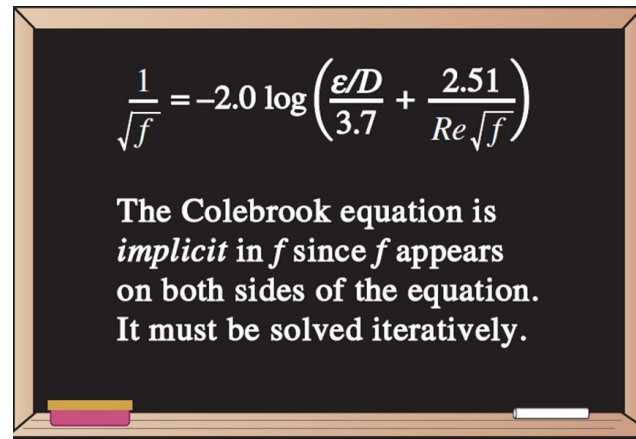 1/√f = –2.0 log(ε/D/3.7 + 2.51/Re√f)
The Colebrook equation is
implicit in f since f appears
on both sides of the equation.
It must be solved iteratively.